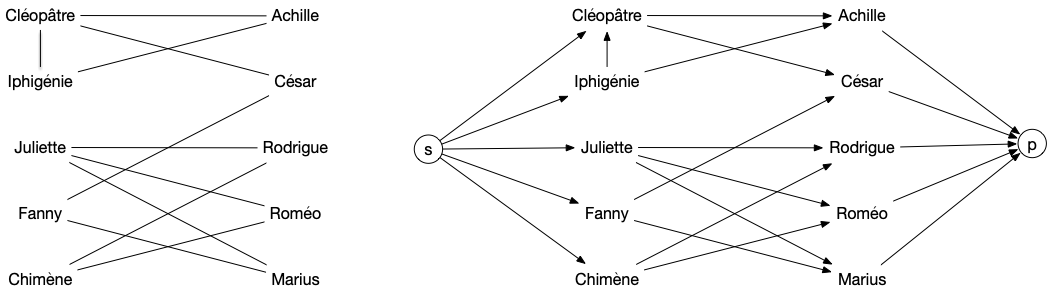 Cléopâtre Achille
Iphigénie César
Juliette Rodrigue
Fanny Roméo
Chimène Marius
Cléopâtre Achille
Iphigénie César
s Juliette Rodrigue p
Fanny Roméo
Chimène Marius